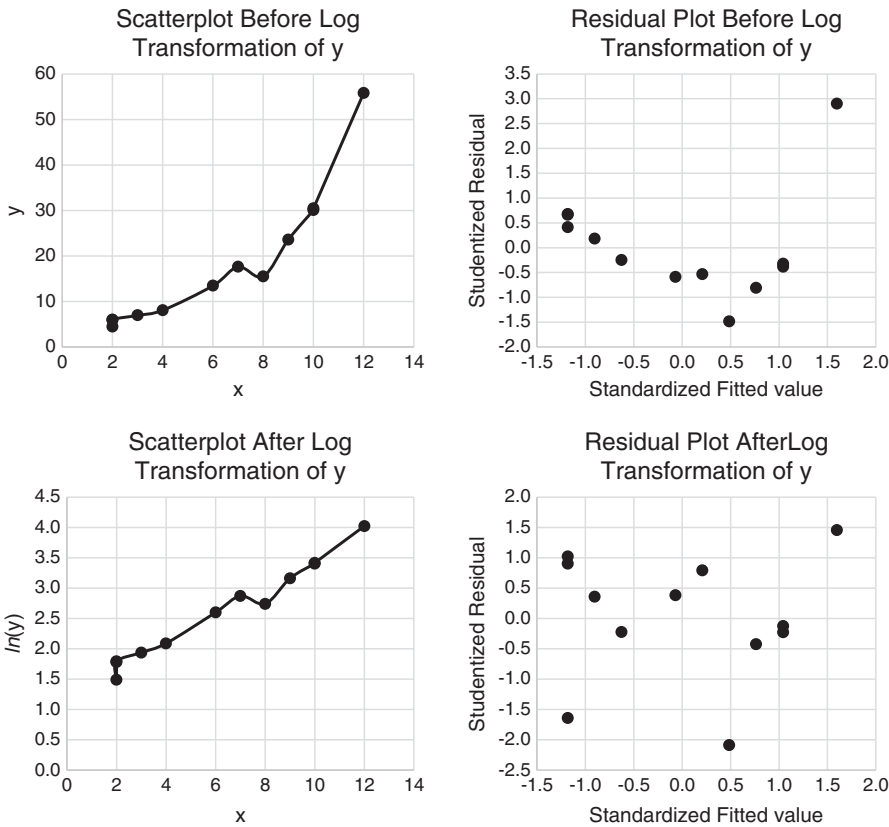 Scatterplot Before Log
Transformation of y
60
50
40
30
20
10
0
y
0 2 4 6 8 10 12 14
x
Residual Plot Before Log
Transformation of y
3.5
3.0
2.5
2.0
1.5
1.0
0.5
0.0
-0.5
-1.0
-1.5
-2.0
Studentized Residual
-1.5 -1.0 -0.5 0.0 0.5 1.0 1.5 2.0
Standardized Fitted value
Scatterplot After Log
Transformation of y
4.5
4.0
3.5
3.0
2.5
2.0
1.5
1.0
0.5
0.0
ln(y)
0 2 4 6 8 10 12 14
x
Residual Plot AfterLog
Transformation of y
2.0
1.5
1.0
0.5
0.0
-0.5
-1.0
-1.5
-2.0
-2.5
Studentized Residual
-1.5 -1.0 -0.5 0.0 0.5 1.0 1.5 2.0
Standardized Fitted value